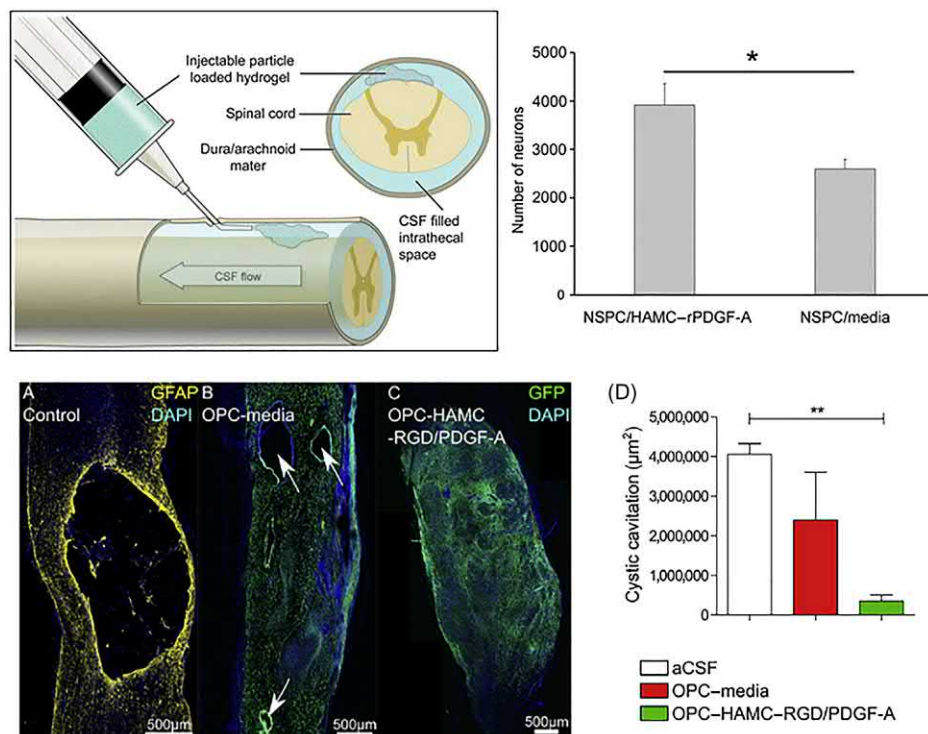 Injectable particle
loaded hydrogel
Spinal cord
Dura/arachnoid
mater
CSF filled
intrathecal
space
CSF flow
*
5000
4000
3000
2000
1000
0
Number of neurons
NSPC/HAMC–rPDGF-A
NSPC/media
A
GFAP
Control
DAPI
500μm
B
OPC-media
500μm
C
GFP
OPC-HAMC
DAPI
-RGD/PDGF-A
500μm
(D)
**
5,000,000
4,000,000
3,000,000
2,000,000
1,000,000
0
Cystic cavitation (μm²)
aCSF
OPC–media
OPC–HAMC–RGD/PDGF-A